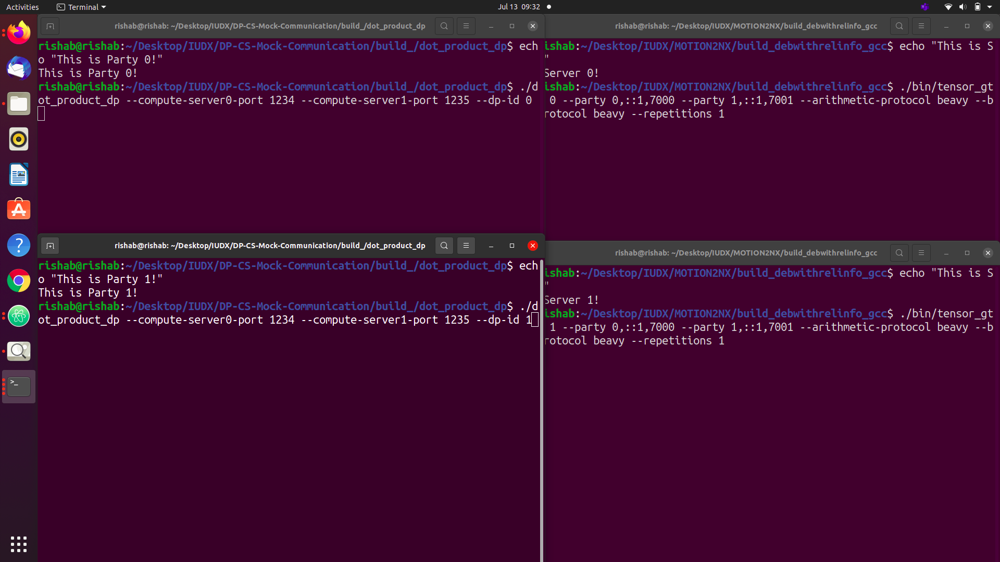 Activities
Terminal
Jul 13 09:32
rishab@rishab: ~/Desktop/IUDX/DP-CS-Mock-Communication/build_/dot_product_dp
rishab@rishab:~/Desktop/IUDX/DP-CS-Mock-Communication/build_/dot_product_dp$ ech
o "This is Party 0!"
This is Party 0!
rishab@rishab:~/Desktop/IUDX/DP-CS-Mock-Communication/build_/dot_product_dp$ ./d
ot_product_dp --compute-server0-port 1234 --compute-server1-port 1235 --dp-id 0
rishab@rishab: ~/Desktop/IUDX/MOTION2NX/build_debwithrelinfo_gcc
ishab:~/Desktop/IUDX/MOTION2NX/build_debwithrelinfo_gcc$ echo "This is S
"
Server 0!
ishab:~/Desktop/IUDX/MOTION2NX/build_debwithrelinfo_gcc$ ./bin/tensor_gt
0 --party 0,::1,7000 --party 1,::1,7001 --arithmetic-protocol beavy --b
rotocol beavy --repetitions 1
rishab@rishab: ~/Desktop/IUDX/DP-CS-Mock-Communication/build_/dot_product_dp
rishab@rishab:~/Desktop/IUDX/DP-CS-Mock-Communication/build_/dot_product_dp$ ech
o "This is Party 1!"
This is Party 1!
rishab@rishab:~/Desktop/IUDX/DP-CS-Mock-Communication/build_/dot_product_dp$ ./d
ot_product_dp --compute-server0-port 1234 --compute-server1-port 1235 --dp-id 1
rishab@rishab: ~/Desktop/IUDX/MOTION2NX/build_debwithrelinfo_gcc
ishab:~/Desktop/IUDX/MOTION2NX/build_debwithrelinfo_gcc$ echo "This is S
"
Server 1!
ishab:~/Desktop/IUDX/MOTION2NX/build_debwithrelinfo_gcc$ ./bin/tensor_gt
1 --party 0,::1,7000 --party 1,::1,7001 --arithmetic-protocol beavy --b
rotocol beavy --repetitions 1